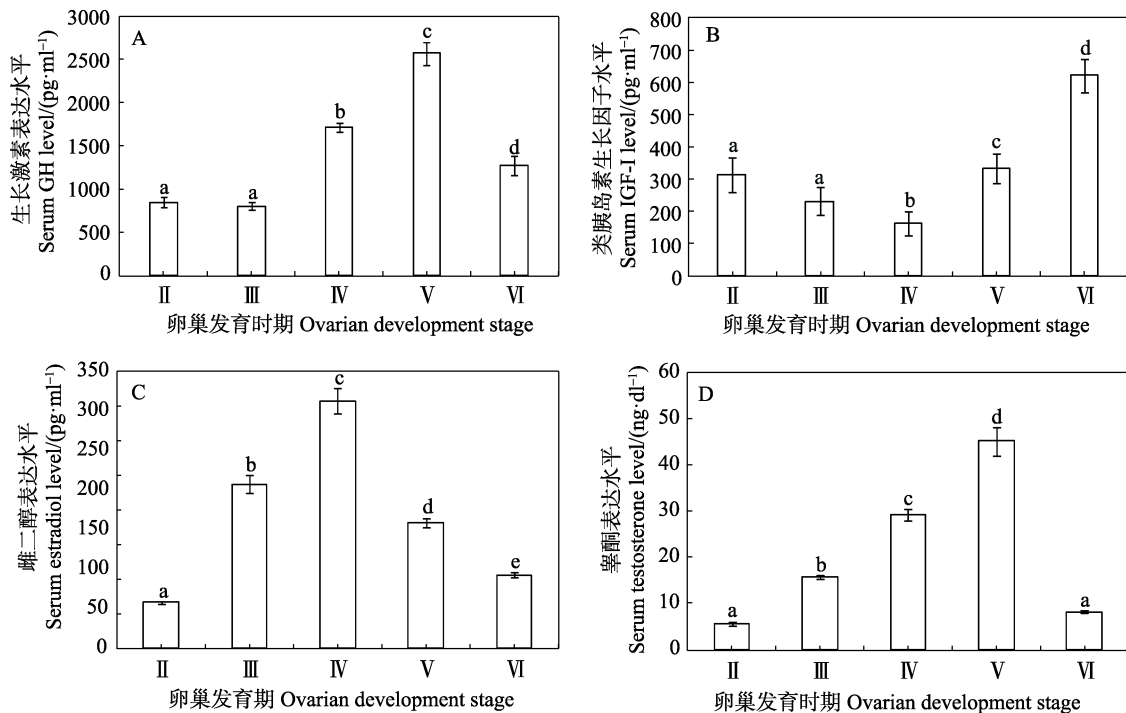 A
生长激素表达水平
Serum GH level/(pg·ml⁻¹)
3000
2500
2000
1500
1000
500
0
a
a
b
c
d
Ⅱ Ⅲ Ⅳ Ⅴ Ⅵ
卵巢发育时期 Ovarian development stage
B
类胰岛素生长因子水平
Serum IGF-I level/(pg·ml⁻¹)
800
700
600
500
400
300
200
100
0
a
a
b
c
d
Ⅱ Ⅲ Ⅳ Ⅴ Ⅵ
卵巢发育时期 Ovarian development stage
C
雌二醇表达水平
Serum estradiol level/(pg·ml⁻¹)
350
300
250
200
150
100
50
0
a
b
c
d
e
Ⅱ Ⅲ Ⅳ Ⅴ Ⅵ
卵巢发育期 Ovarian development stage
D
睾酮表达水平
Serum testosterone level/(ng·dl⁻¹)
60
50
40
30
20
10
0
a
b
c
d
a
Ⅱ Ⅲ Ⅳ Ⅴ Ⅵ
卵巢发育时期 Ovarian development stage